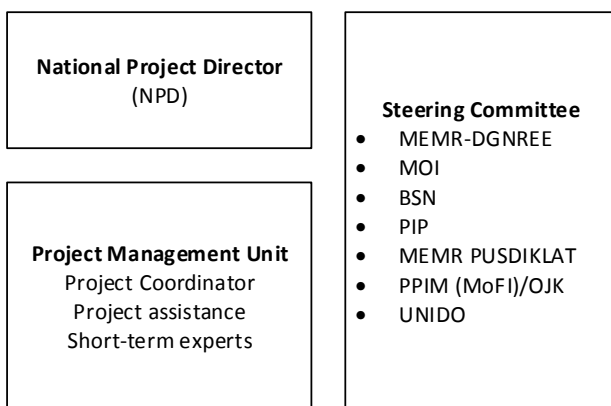 National Project Director
(NPD)
Project Management Unit
Project Coordinator
Project assistance
Short-term experts
Steering Committee
• MEMR-DGNREE
• MOI
• BSN
• PIP
• MEMR PUSDIKLAT
• PPIM (MoFI)/OJK
• UNIDO